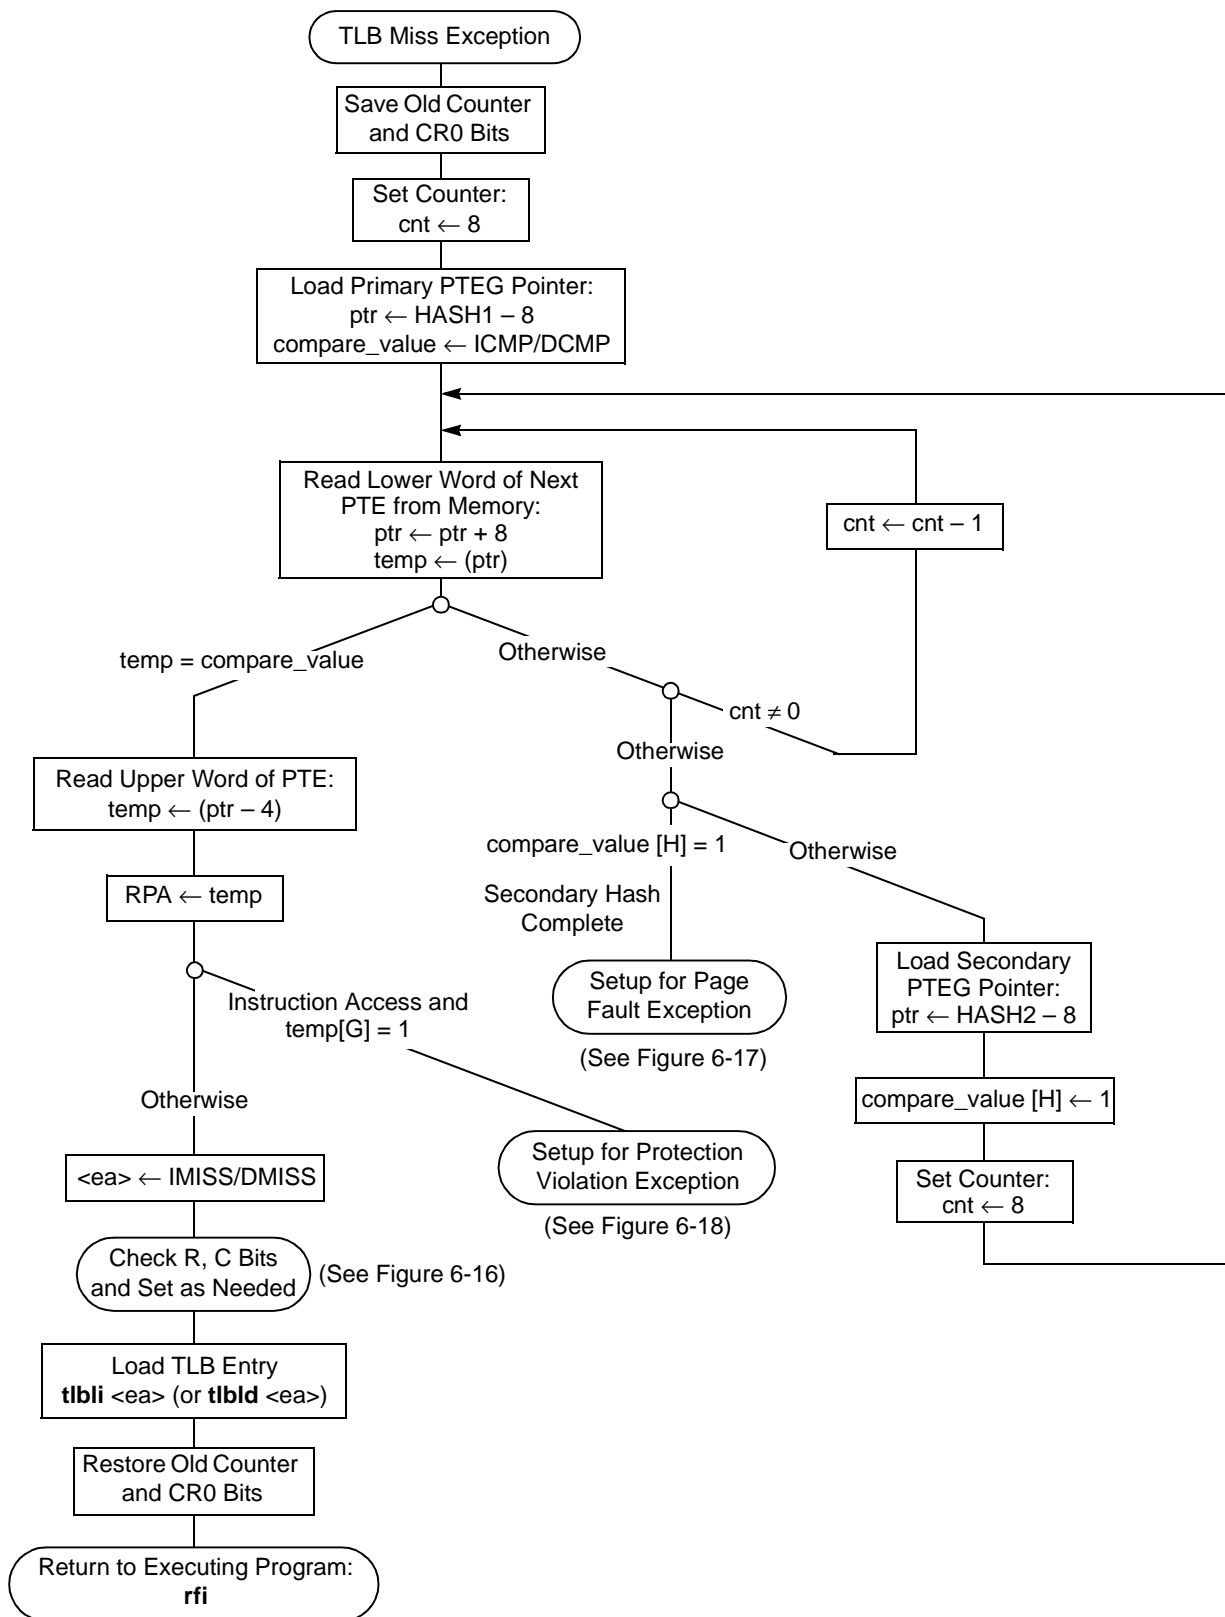 TLB Miss Exception
Save Old Counter
and CR0 Bits
Set Counter:
cnt ← 8
Load Primary PTEG Pointer:
ptr ← HASH1 – 8
compare_value ← ICMP/DCMP
Read Lower Word of Next
PTE from Memory:
ptr ← ptr + 8
temp ← (ptr)
cnt ← cnt – 1
temp = compare_value
Otherwise
cnt ≠ 0
Otherwise
Read Upper Word of PTE:
temp ← (ptr – 4)
compare_value [H] = 1
Otherwise
RPA ← temp
Secondary Hash
Complete
Setup for Page
Fault Exception
(See Figure 6-17)
Load Secondary
PTEG Pointer:
ptr ← HASH2 – 8
Instruction Access and
temp[G] = 1
Otherwise
compare_value [H] ← 1
Setup for Protection
Violation Exception
(See Figure 6-18)
<ea> ← IMISS/DMISS
Set Counter:
cnt ← 8
Check R, C Bits
and Set as Needed
(See Figure 6-16)
Load TLB Entry
tlbli <ea> (or tlbld <ea>)
Restore Old Counter
and CR0 Bits
Return to Executing Program:
rfi